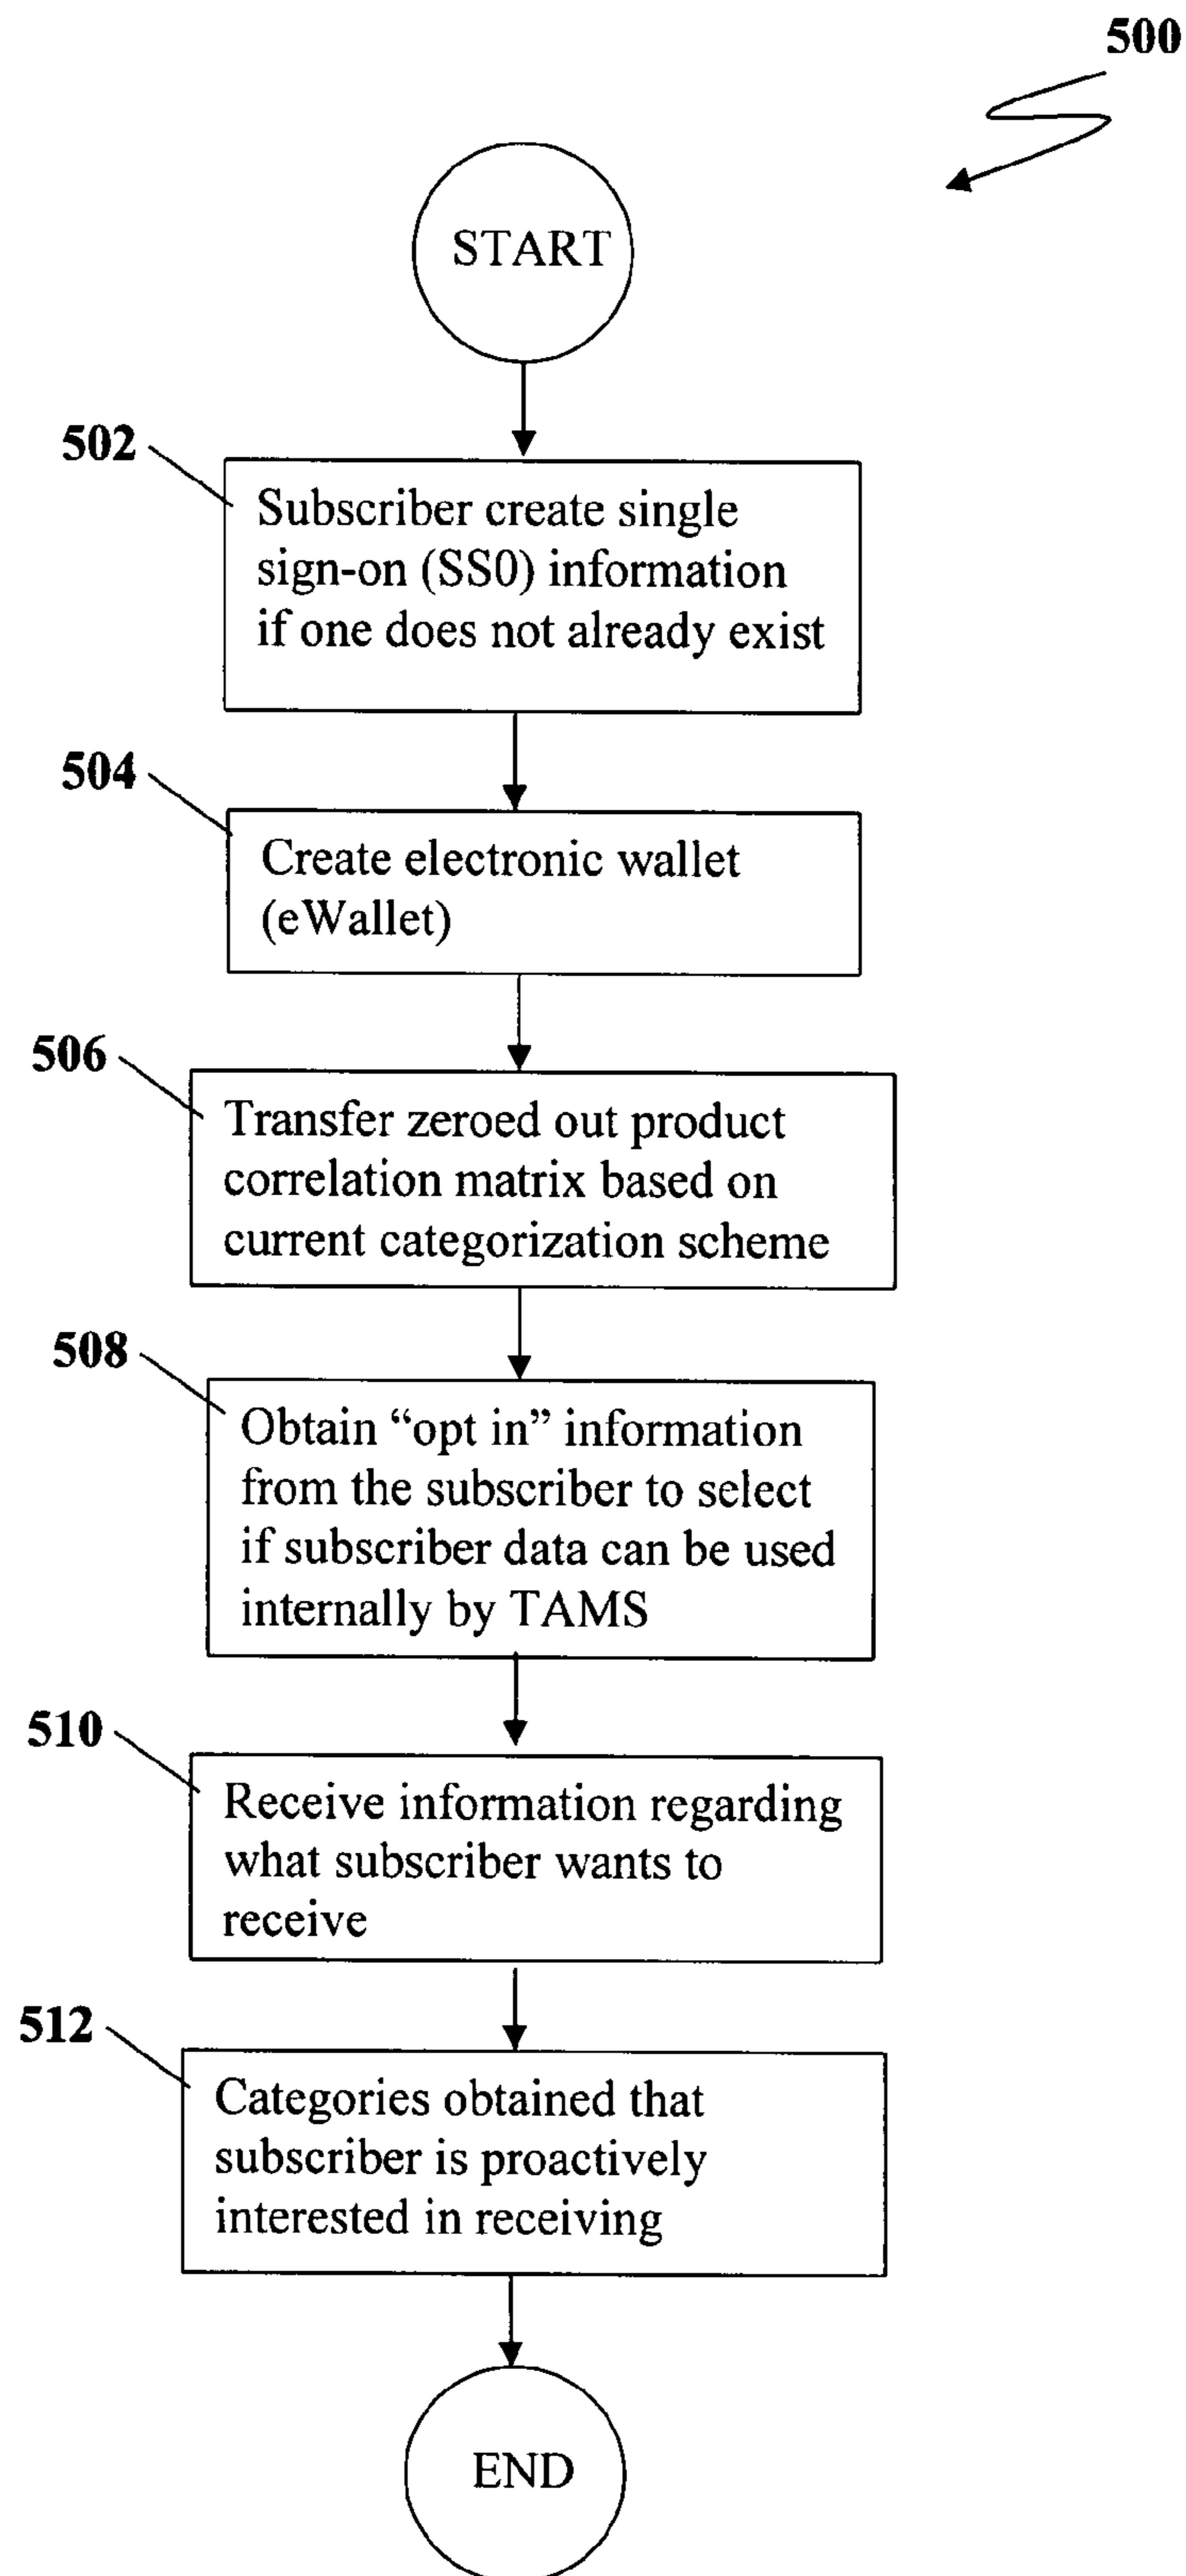 500
START
502
Subscriber create single
sign-on (SS0) information
if one does not already exist
504
Create electronic wallet
(eWallet)
506
Transfer zeroed out product
correlation matrix based on
current categorization scheme
508
Obtain “opt in” information
from the subscriber to select
if subscriber data can be used
internally by TAMS
510
Receive information regarding
what subscriber wants to
receive
512
Categories obtained that
subscriber is proactively
interested in receiving
END